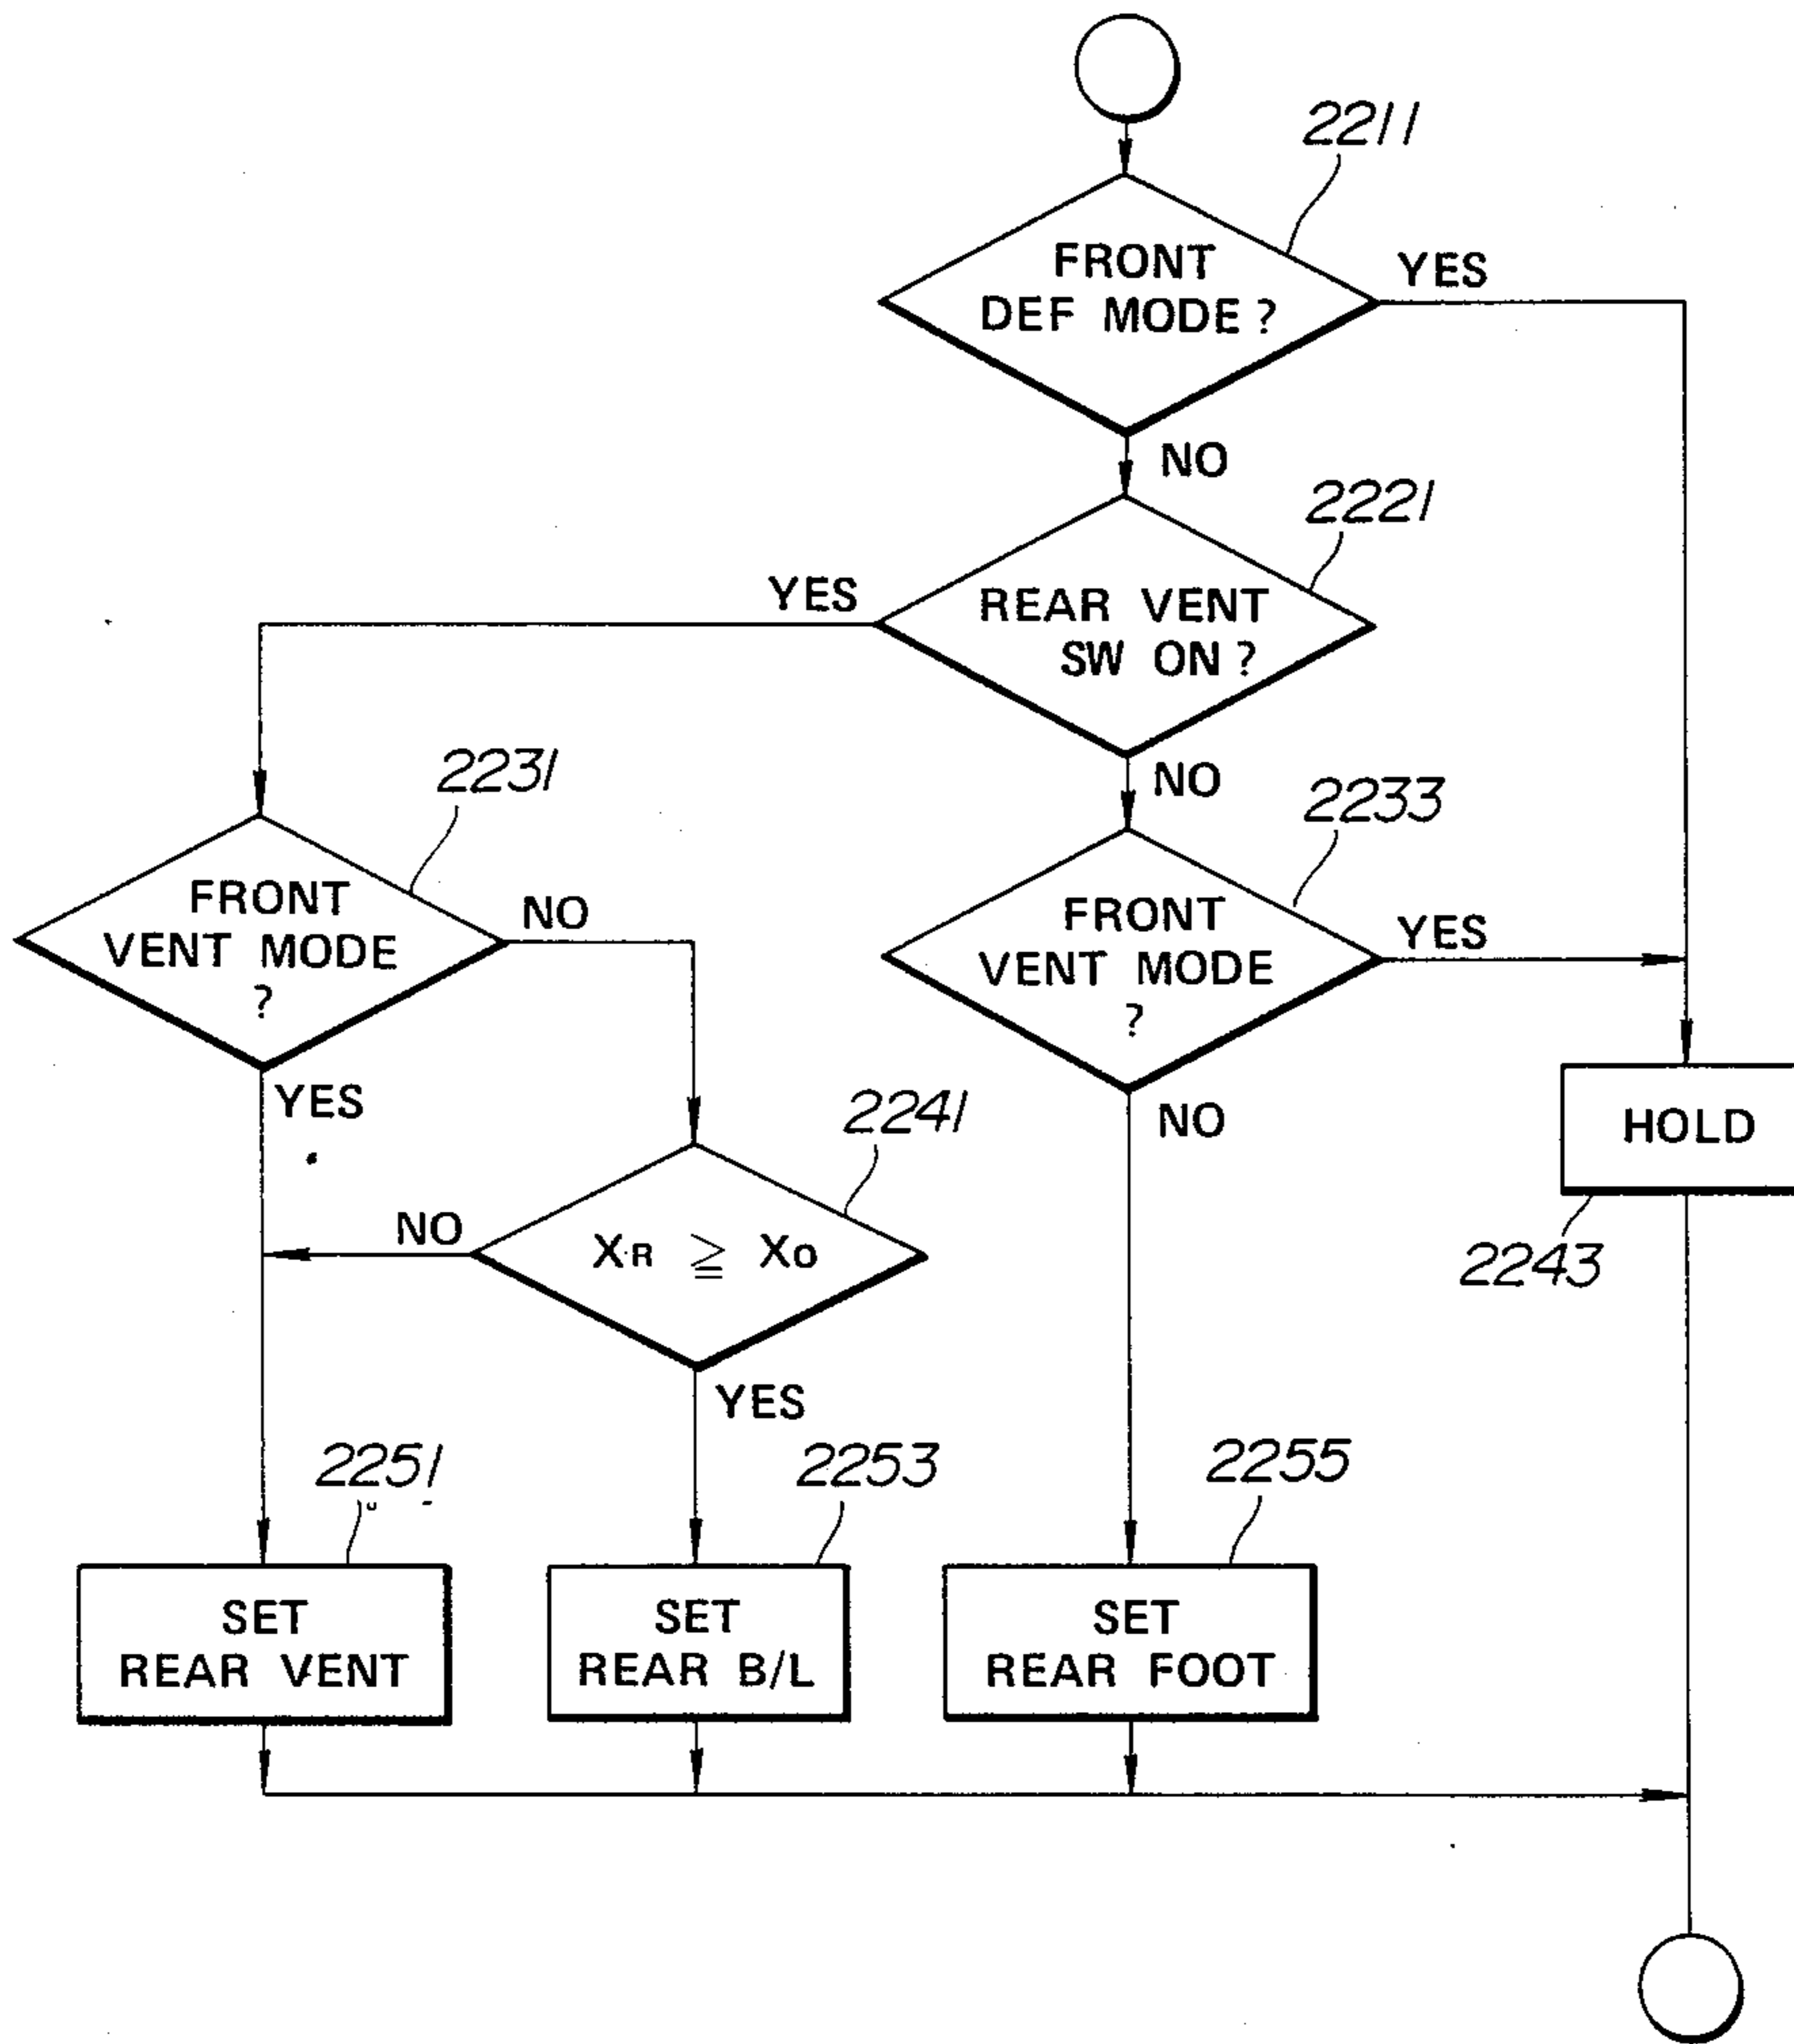 2211
FRONT
DEF MODE ?
YES
NO
2221
REAR VENT
SW ON ?
YES
NO
2231
FRONT
VENT MODE
?
NO
YES
2233
FRONT
VENT MODE
?
YES
NO
2241
XR ≧ XO
NO
YES
HOLD
2243
2251
SET
REAR VENT
2253
SET
REAR B/L
2255
SET
REAR FOOT